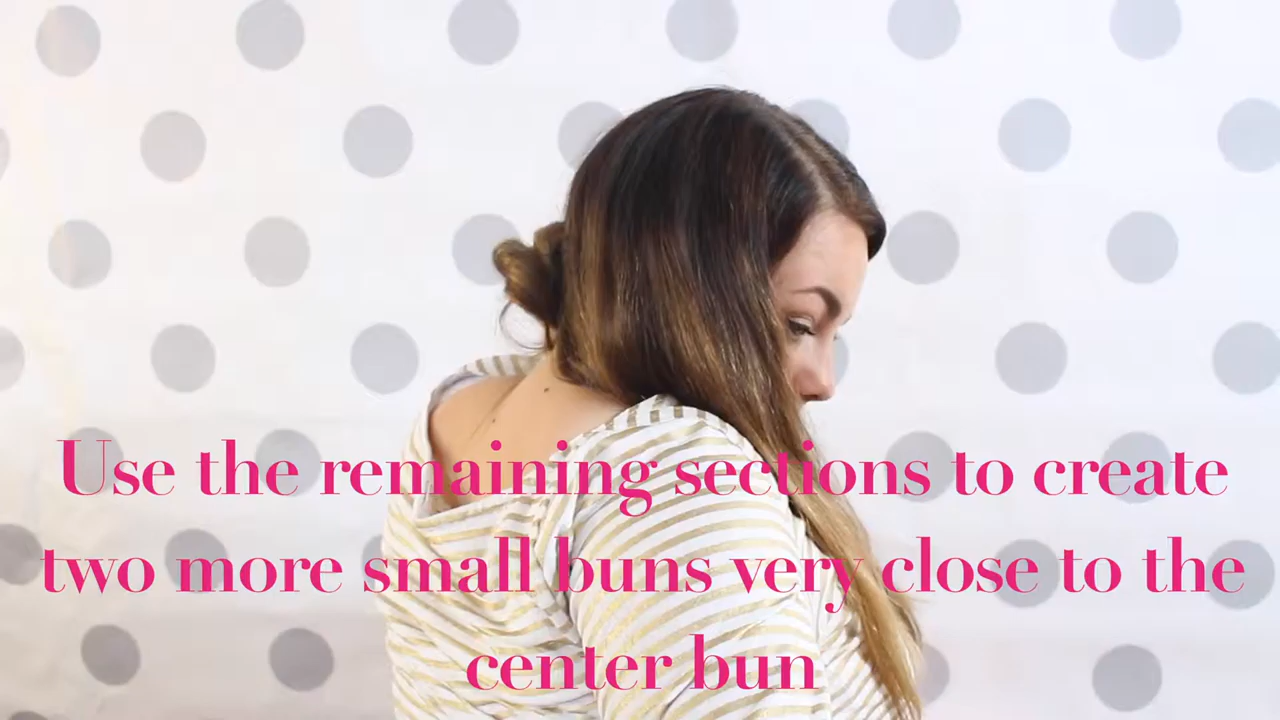 Use the remaining sections to create
two more small buns very close to the
center bun